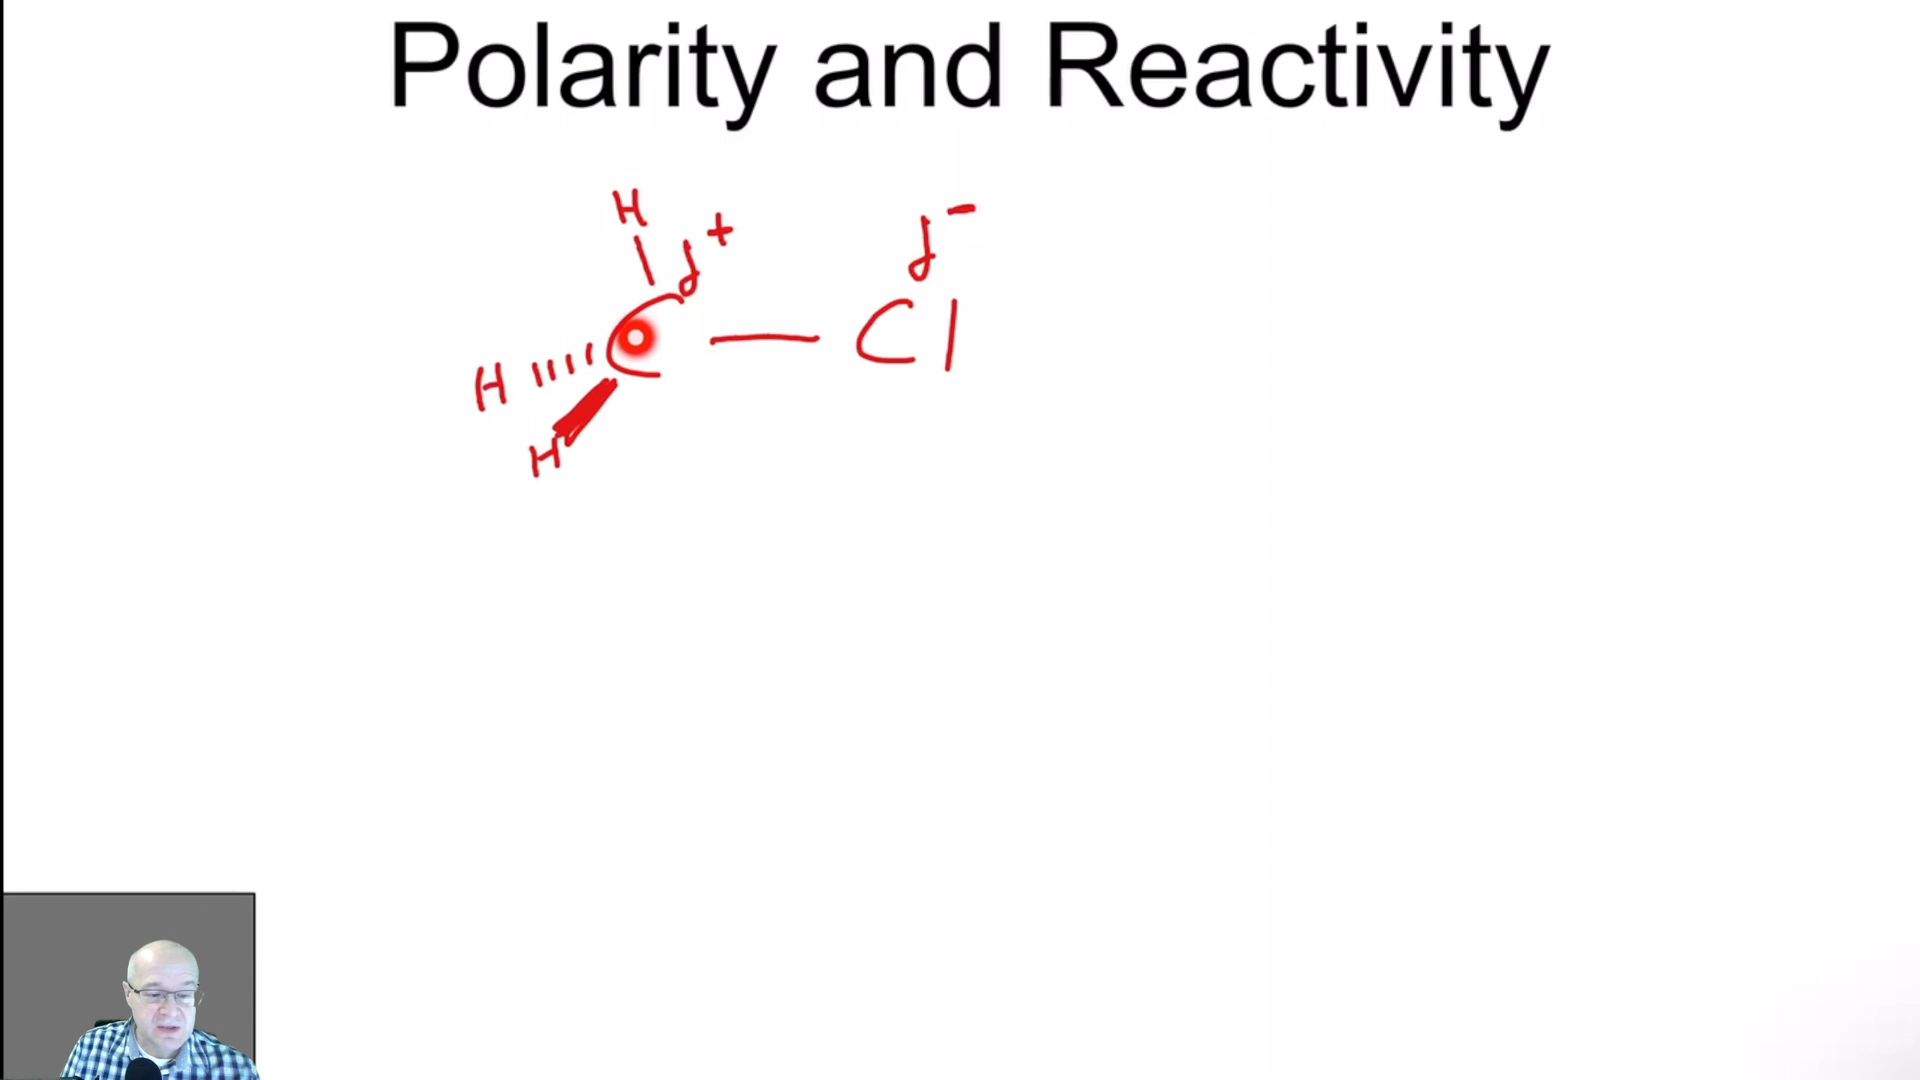 Polarity and Reactivity
H
δ+ δ-
C — Cl
H
H